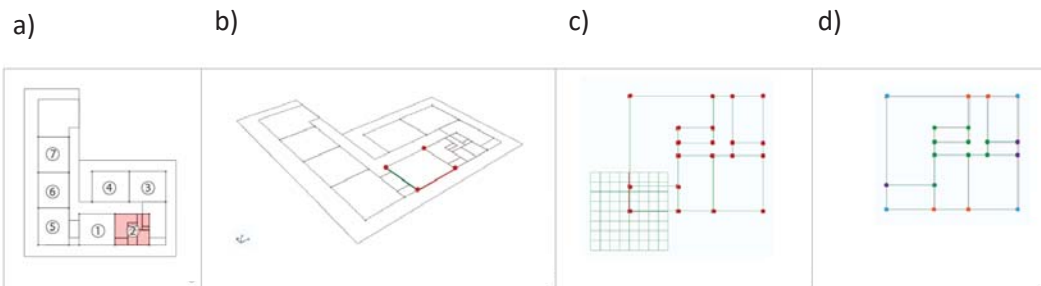 a) b) c) d)
⑦
⑥ ④ ③
⑤ ① ②